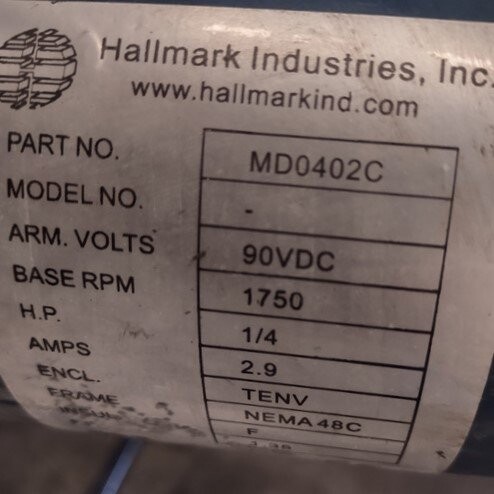 Hallmark Industries, Inc.
www.hallmarkind.com
PART NO. MD0402C
MODEL NO. -
ARM. VOLTS 90VDC
BASE RPM 1750
H.P. 1/4
AMPS 2.9
ENCL. TENV
FRAME NEMA 48C
F